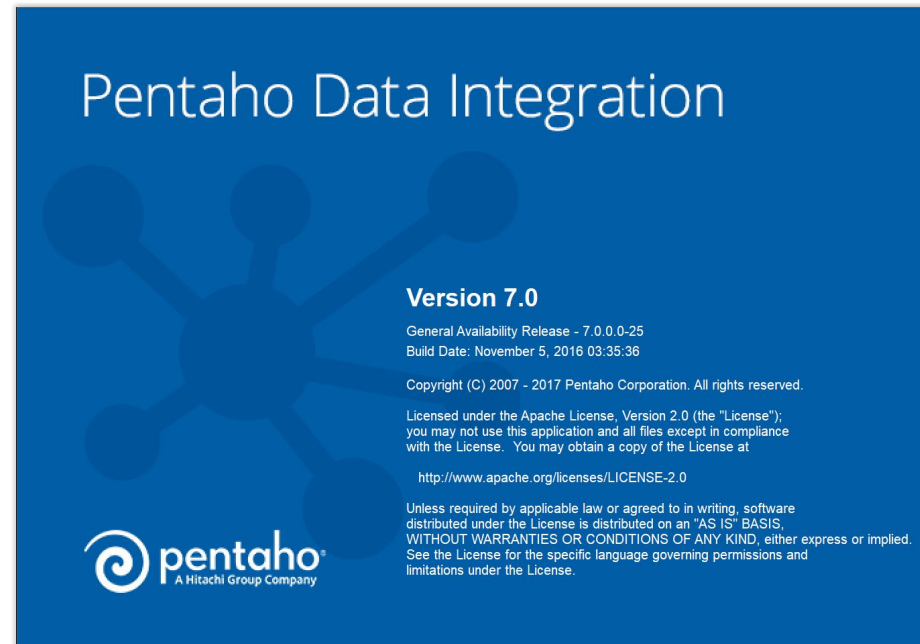 Pentaho Data Integration
Version 7.0
General Availability Release - 7.0.0.0-25
Build Date: November 5, 2016 03:35:36
Copyright (C) 2007 - 2017 Pentaho Corporation. All rights reserved.
Licensed under the Apache License, Version 2.0 (the "License");
you may not use this application and all files except in compliance
with the License.  You may obtain a copy of the License at
http://www.apache.org/licenses/LICENSE-2.0
Unless required by applicable law or agreed to in writing, software
distributed under the License is distributed on an "AS IS" BASIS,
WITHOUT WARRANTIES OR CONDITIONS OF ANY KIND, either express or implied.
See the License for the specific language governing permissions and
limitations under the License.
pentaho®
A Hitachi Group Company